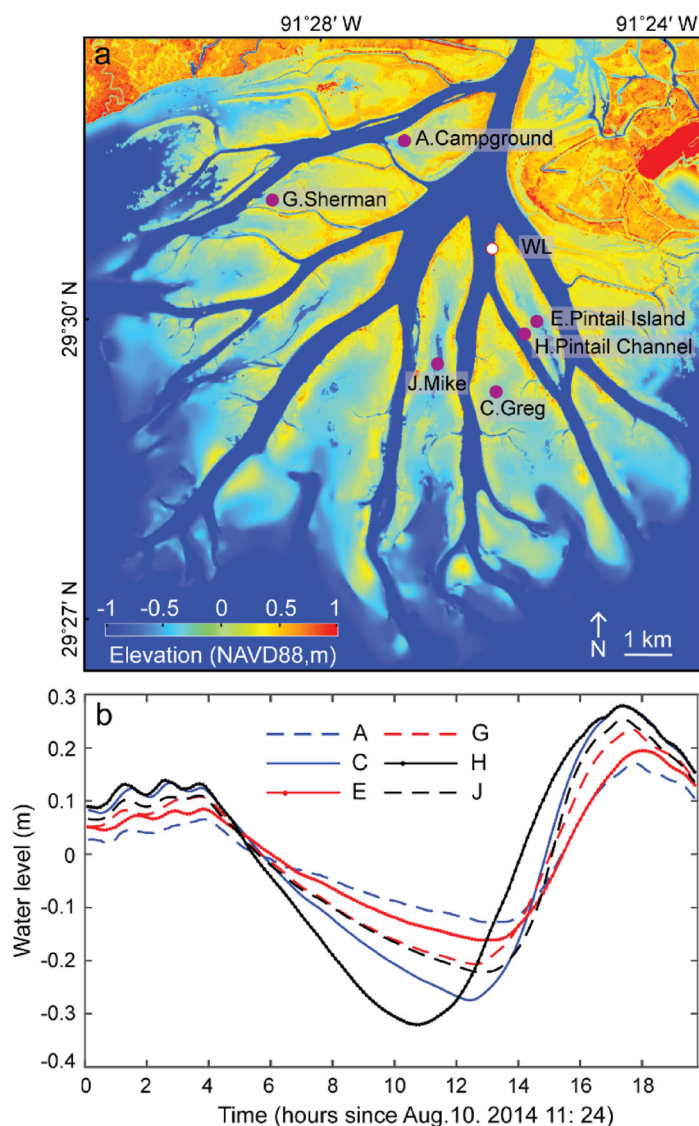 91°28′ W 91°24′ W
a
A.Campground
G.Sherman
WL
29°30′ N
E.Pintail Island
H.Pintail Channel
J.Mike
C.Greg
29°27′ N
-1 -0.5 0 0.5 1
Elevation (NAVD88,m)
N 1 km
b
0.3
0.2
0.1
0
-0.1
-0.2
-0.3
-0.4
Water level (m)
A G
C H
E J
0 2 4 6 8 10 12 14 16 18
Time (hours since Aug.10. 2014 11: 24)